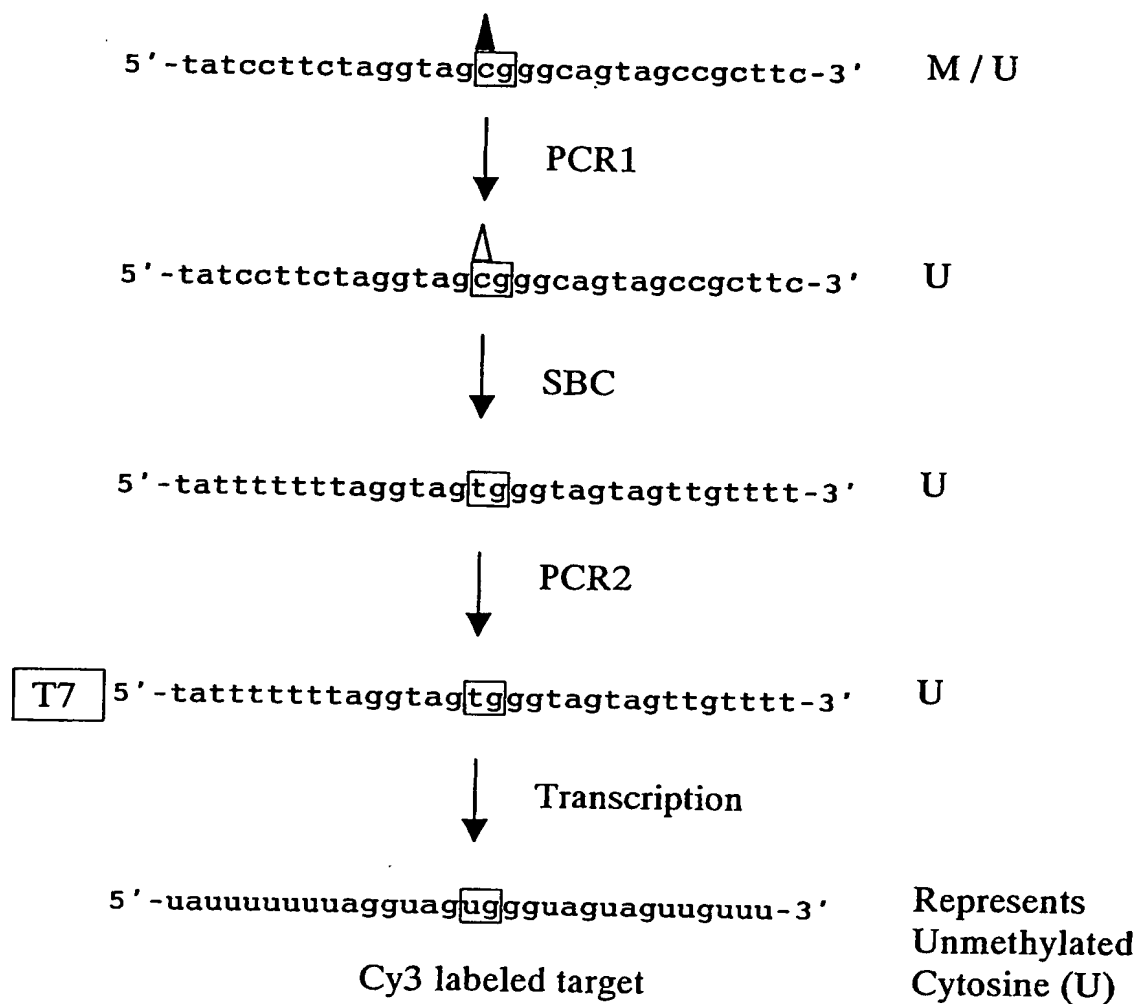 5'-tatccttctaggtagcgggcagtagccgcttc-3' M / U
PCR1
5'-tatccttctaggtagcgggcagtagccgcttc-3' U
SBC
5'-tatttttttaggtagtgggtagtagttgtttt-3' U
PCR2
T7 5'-tatttttttaggtagtgggtagtagttgtttt-3' U
Transcription
5'-uauuuuuuuagguaguggguaguaguuguuu-3' Represents
Unmethylated
Cy3 labeled target Cytosine (U)